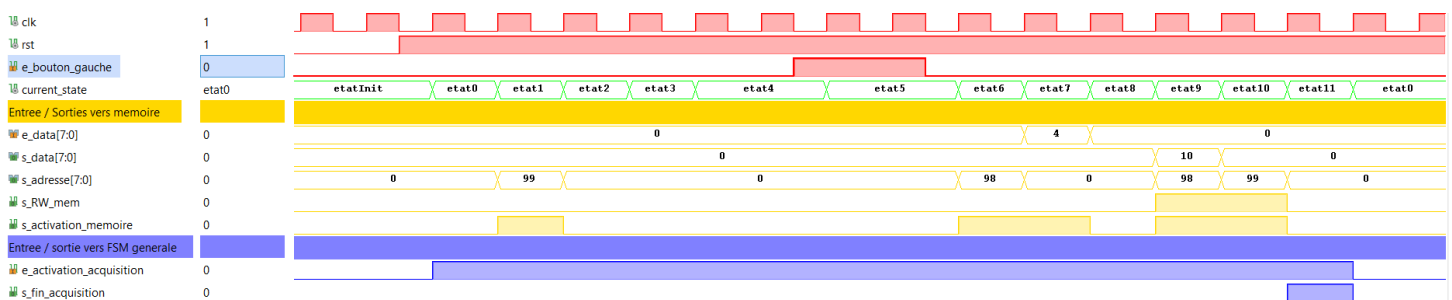 clk 1
rst 1
e_bouton_gauche 0
current_state etat0 etatInit etat0 etat1 etat2 etat3 etat4 etat5 etat6 etat7 etat8 etat9 etat10 etat11 etat0
Entree / Sorties vers memoire
e_data[7:0] 0 0 4 0
s_data[7:0] 0 0 10 0
s_adresse[7:0] 0 0 99 0 98 0 98 99 0
s_RW_mem 0
s_activation_memoire 0
Entree / sortie vers FSM generale
e_activation_acquisition 0
s_fin_acquisition 0